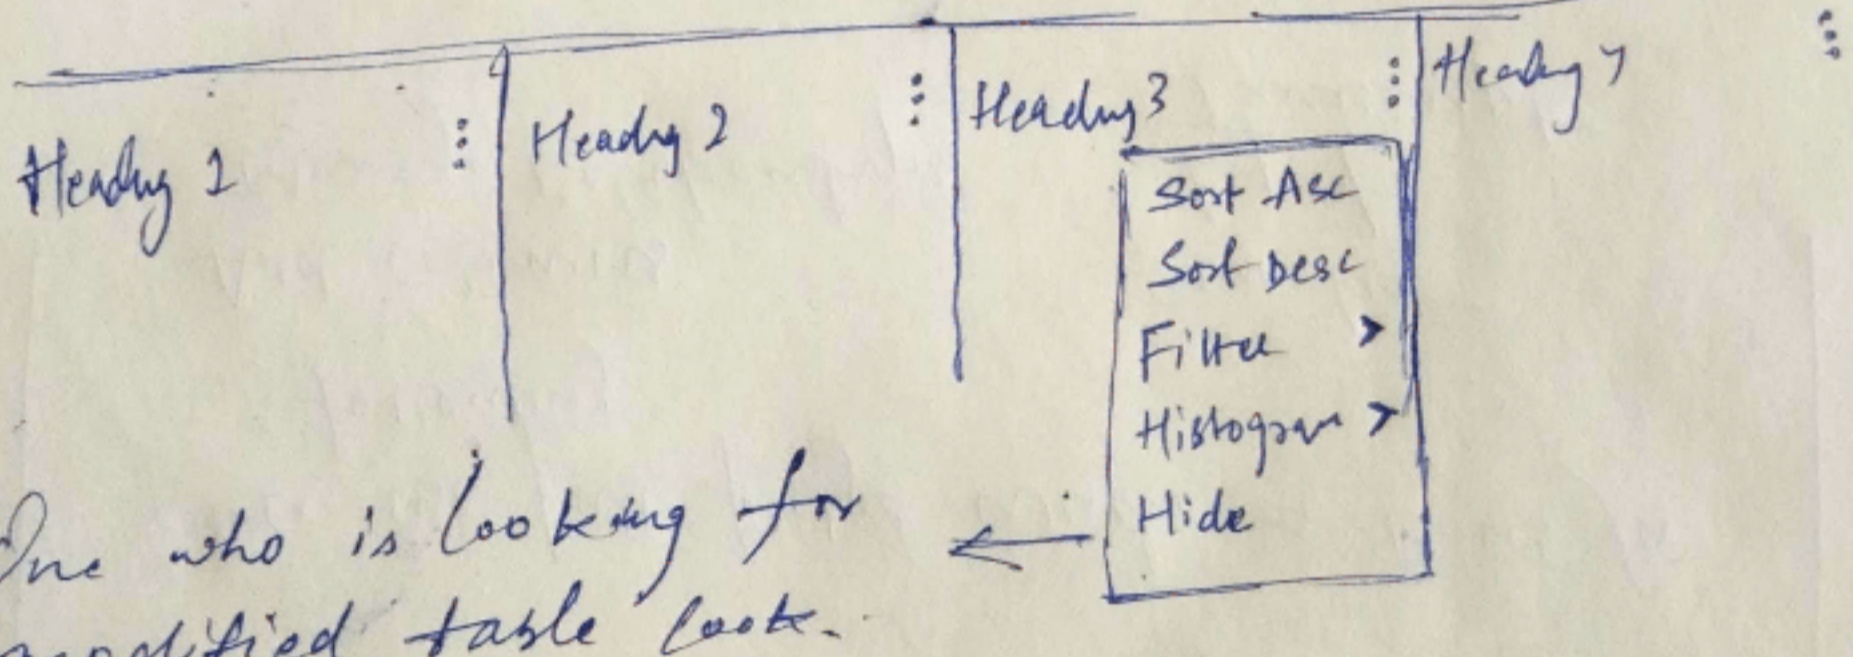 Heading 1
Heading 2
Heading 3
Heading 4
Sort Asc
Sort Desc
Filter >
Histogram >
Hide
One who is looking for
modified table look.